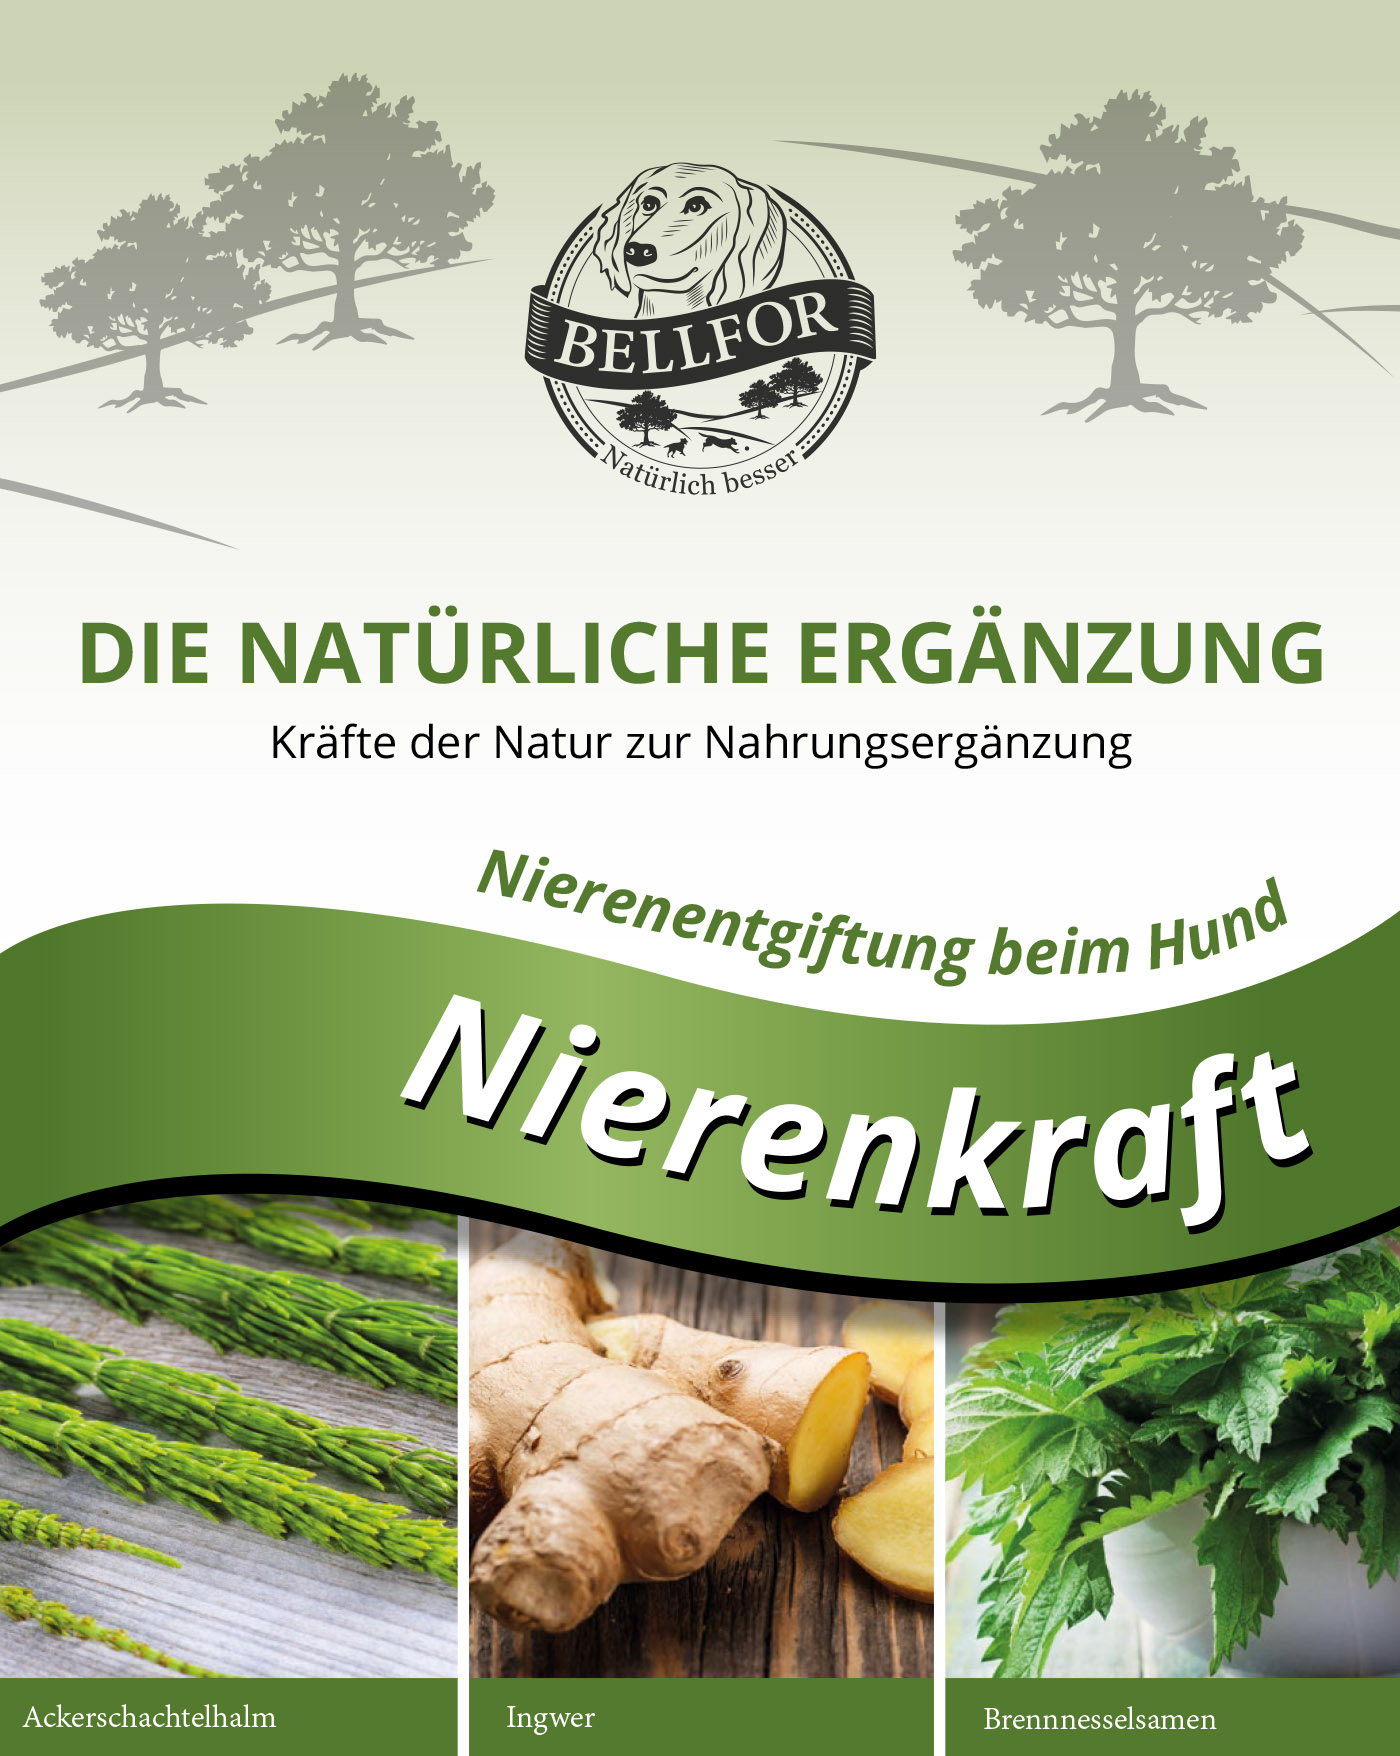 BELLFOR
Natürlich besser
DIE NATÜRLICHE ERGÄNZUNG
Kräfte der Natur zur Nahrungsergänzung
Nierenentgiftung beim Hund
Nierenkraft
Ackerschachtelhalm
Ingwer
Brennnesselsamen